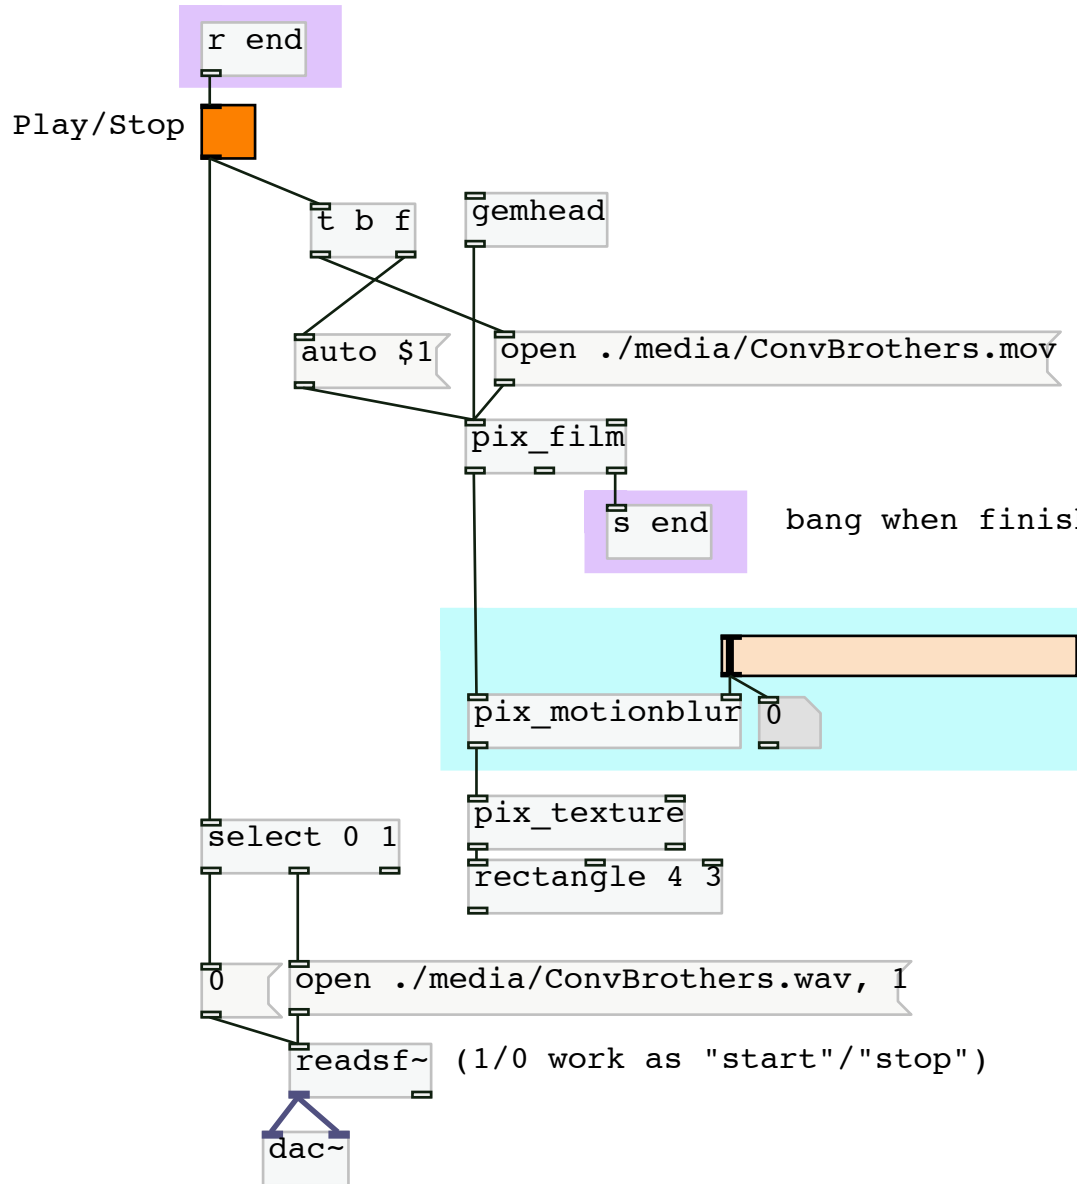 r end
Play/Stop
t b f
gemhead
auto $1
open ./media/ConvBrothers.mov
pix_film
s end
bang when
pix_motionblur
0
pix_texture
select 0 1
rectangle 4 3
0
open ./media/ConvBrothers.wav, 1
readsf~
(1/0 work as "start"/"stop")
dac~